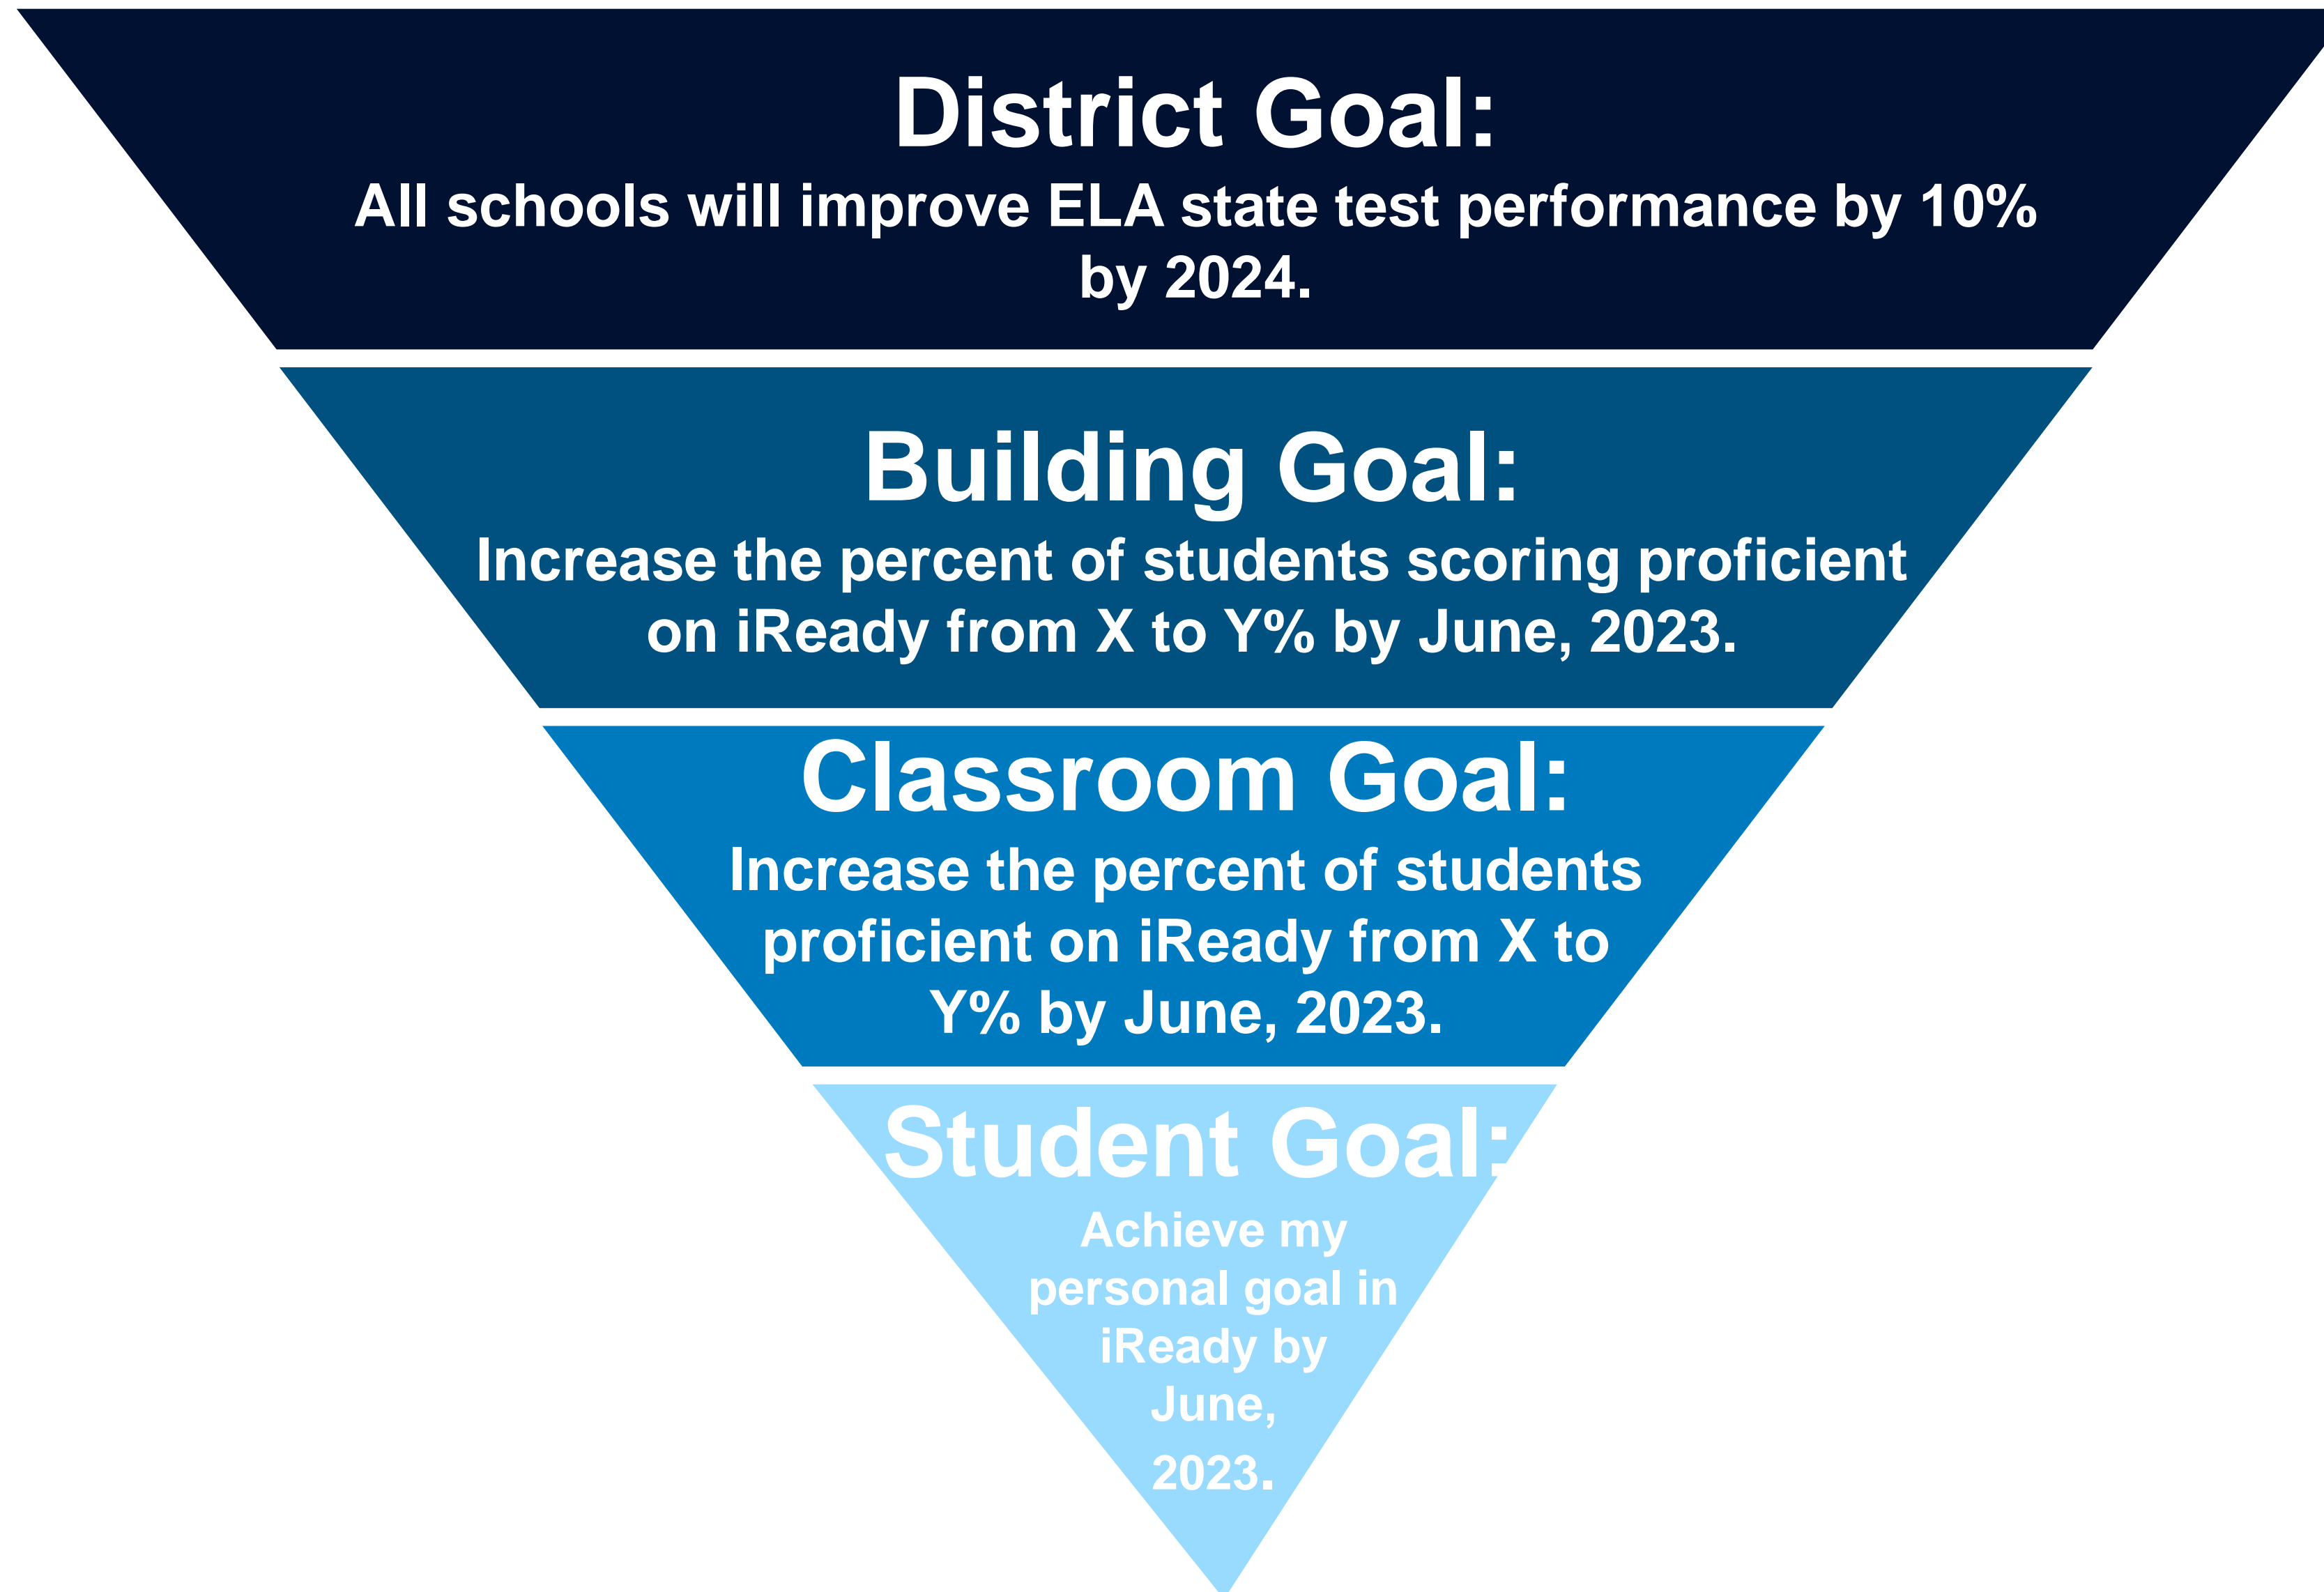 District Goal:
All schools will improve ELA state test performance by 10%
by 2024.
Building Goal:
Increase the percent of students scoring proficient
on iReady from X to Y% by June, 2023.
Classroom Goal:
Increase the percent of students
proficient on iReady from X to
Y% by June, 2023.
Student Goal:
Achieve my
personal goal in
iReady by
June,
2023.